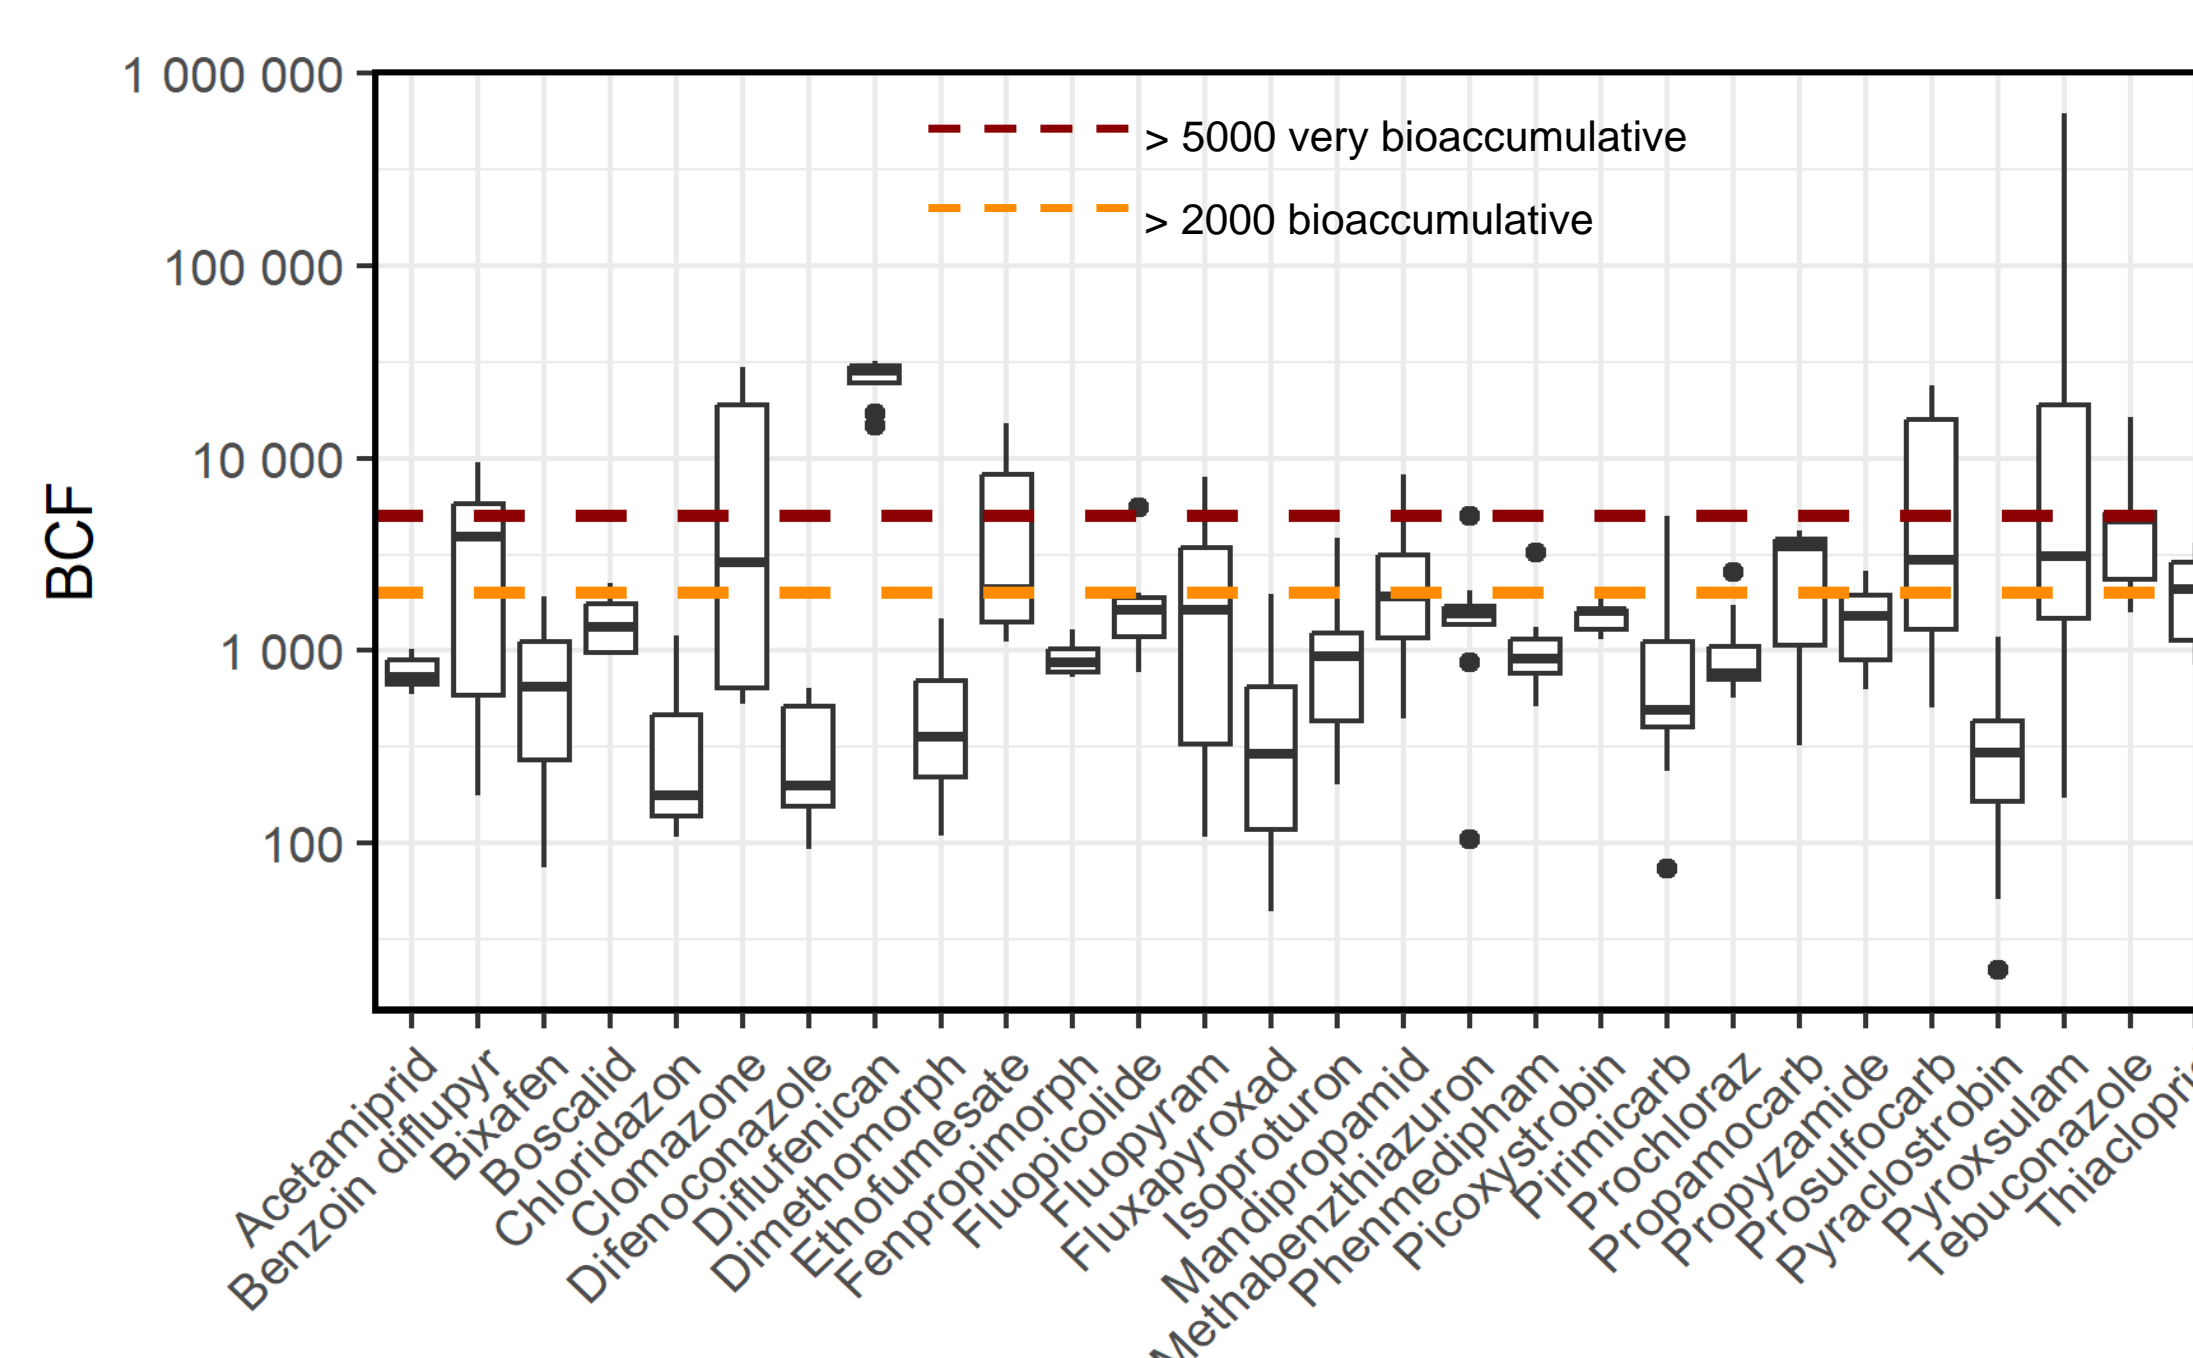 1 000 000
> 5000 very bioaccumulative
> 2000 bioaccumulative
100 000
10 000
1 000
100
BCF
Acetamiprid
Benzoin diflupyr
Bixafen
Boscalid
Chloridazon
Clomazone
Difenoconazole
Diflufenican
Dimethomorph
Ethofumesate
Fenpropimorph
Fluopicolide
Fluopyram
Fluxapyroxad
Isoproturon
Mandipropamid
Methabenzthiazuron
Phenmedipham
Picoxystrobin
Pirimicarb
Prochloraz
Propamocarb
Propyzamide
Prosulfocarb
Pyraclostrobin
Pyroxsulam
Tebuconazole
Thiaclopri